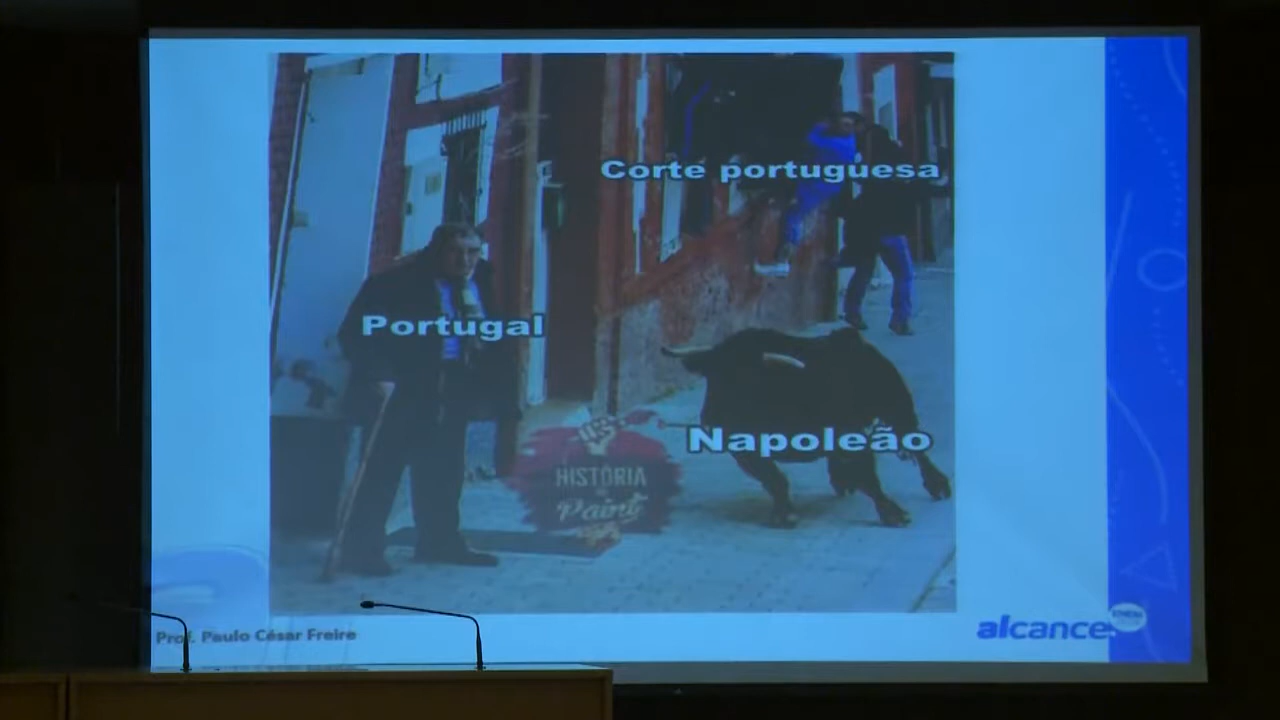 Corte portuguesa
Portugal
Napoleão
HISTÓRIA
Paint
Prof. Paulo César Freire
alcance